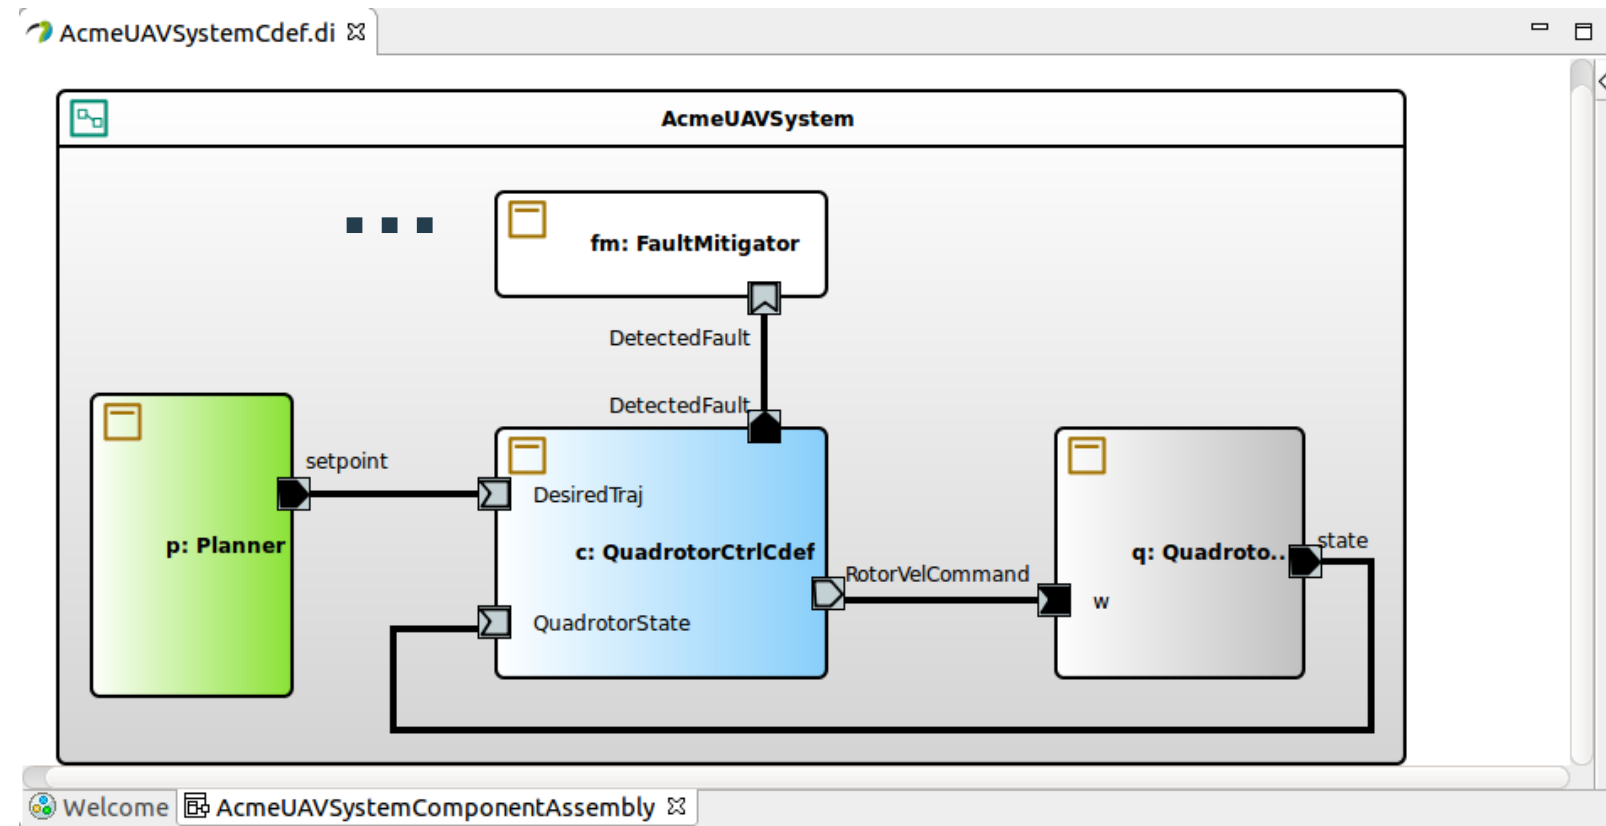 AcmeUAVSystemCdef.di
AcmeUAVSystem
fm: FaultMitigator
DetectedFault
DetectedFault
setpoint
DesiredTraj
p: Planner
c: QuadrotorCtrlCdef
q: Quadroto..
state
RotorVelCommand
w
QuadrotorState
Welcome
AcmeUAVSystemComponentAssembly